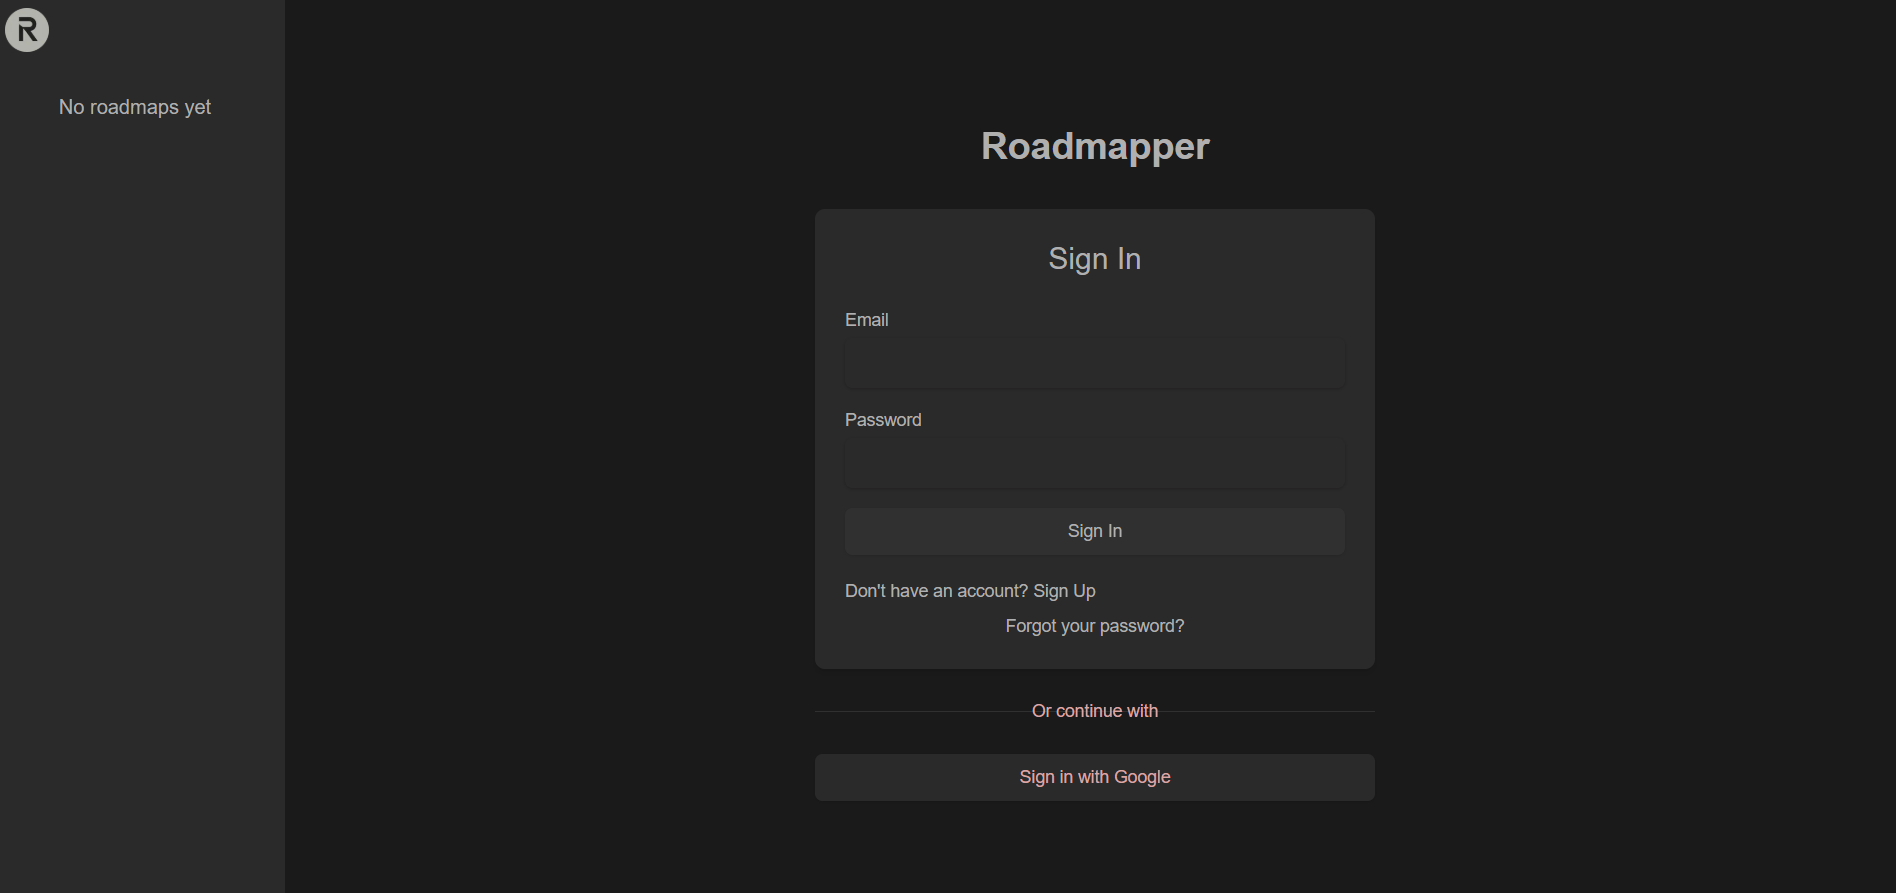 R
No roadmaps yet
Roadmapper
Sign In
Email
Password
Sign In
Don't have an account? Sign Up
Forgot your password?
Or continue with
Sign in with Google